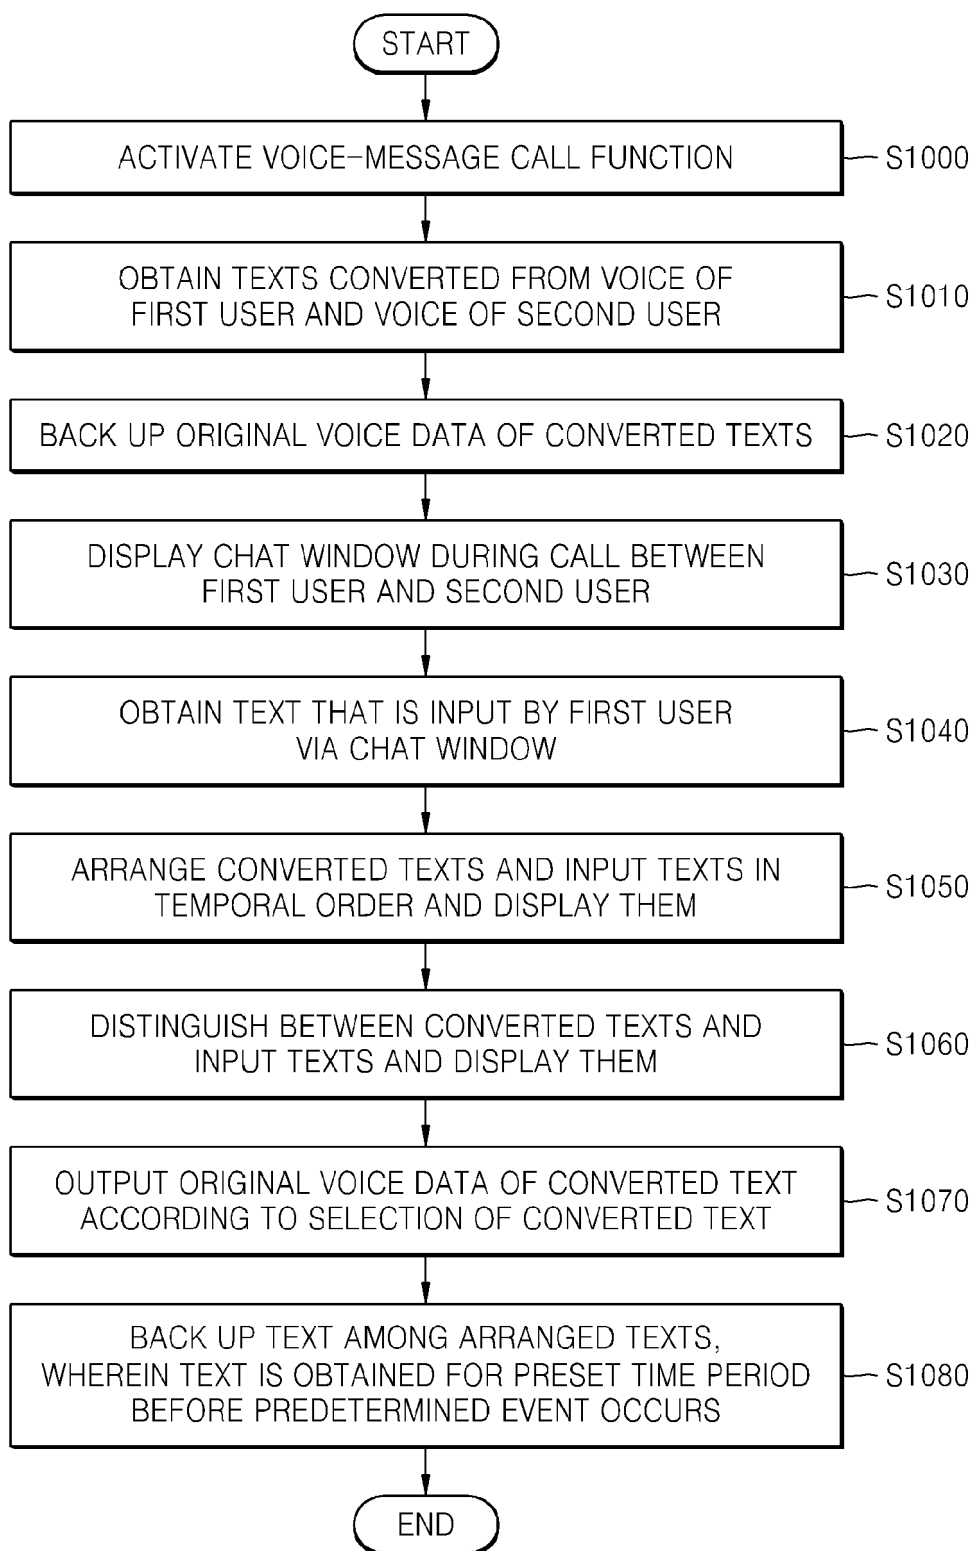 START
ACTIVATE VOICE-MESSAGE CALL FUNCTION
S1000
OBTAIN TEXTS CONVERTED FROM VOICE OF
FIRST USER AND VOICE OF SECOND USER
S1010
BACK UP ORIGINAL VOICE DATA OF CONVERTED TEXTS
S1020
DISPLAY CHAT WINDOW DURING CALL BETWEEN
FIRST USER AND SECOND USER
S1030
OBTAIN TEXT THAT IS INPUT BY FIRST USER
VIA CHAT WINDOW
S1040
ARRANGE CONVERTED TEXTS AND INPUT TEXTS IN
TEMPORAL ORDER AND DISPLAY THEM
S1050
DISTINGUISH BETWEEN CONVERTED TEXTS AND
INPUT TEXTS AND DISPLAY THEM
S1060
OUTPUT ORIGINAL VOICE DATA OF CONVERTED TEXT
ACCORDING TO SELECTION OF CONVERTED TEXT
S1070
BACK UP TEXT AMONG ARRANGED TEXTS,
WHEREIN TEXT IS OBTAINED FOR PRESET TIME PERIOD
BEFORE PREDETERMINED EVENT OCCURS
S1080
END